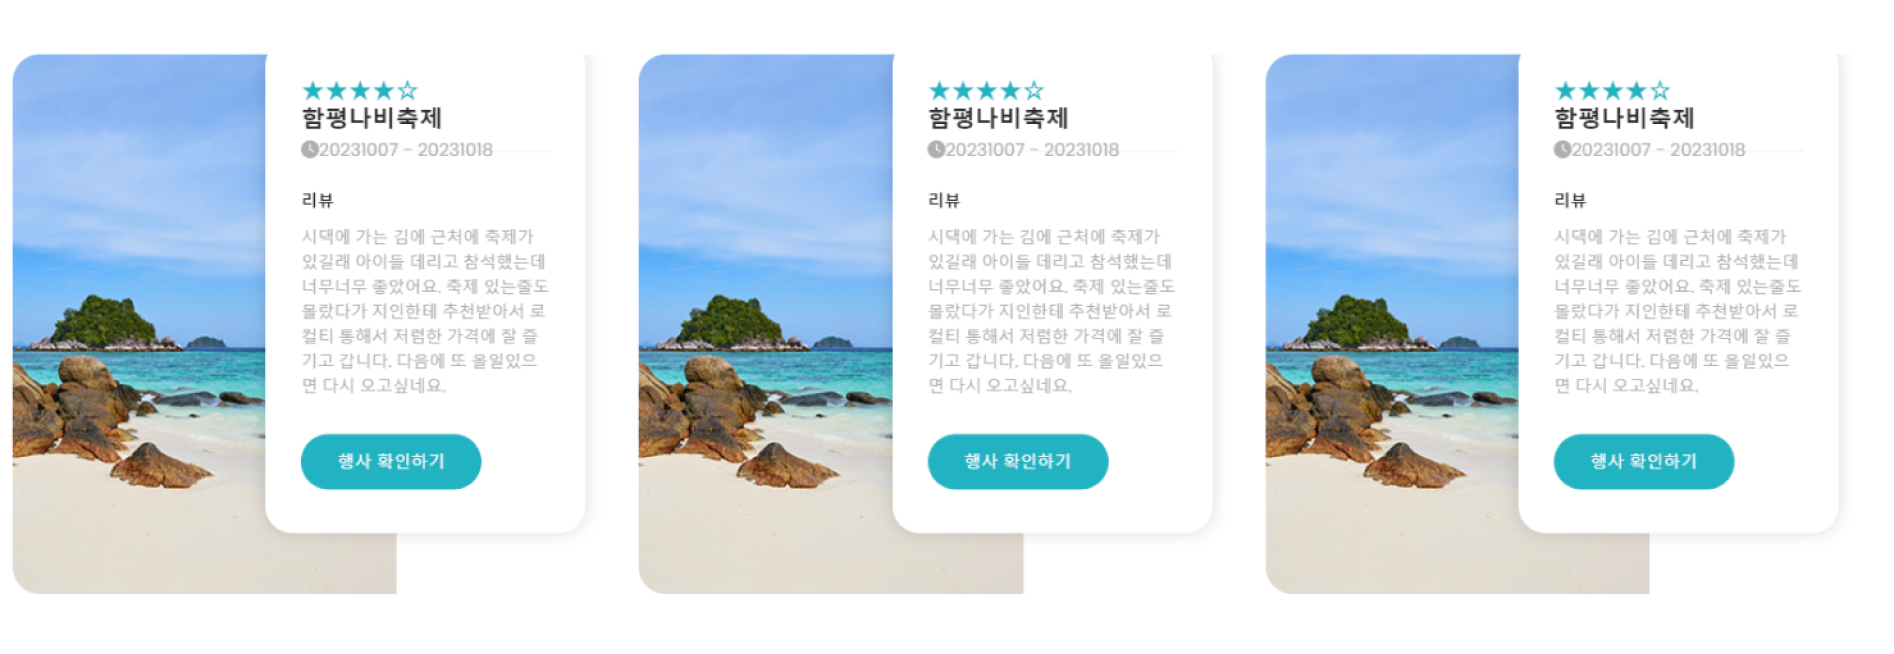 ★★★★☆
함평나비축제
20231007 - 20231018
리뷰
시댁에 가는 김에 근처에 축제가
있길래 아이들 데리고 참석했는데
너무너무 좋았어요. 축제 있는줄도
몰랐다가 지인한테 추천받아서 로
컬티 통해서 저렴한 가격에 잘 즐
기고 갑니다. 다음에 또 올일있으
면 다시 오고싶네요.
행사 확인하기
★★★★☆
함평나비축제
20231007 - 20231018
리뷰
시댁에 가는 김에 근처에 축제가
있길래 아이들 데리고 참석했는데
너무너무 좋았어요. 축제 있는줄도
몰랐다가 지인한테 추천받아서 로
컬티 통해서 저렴한 가격에 잘 즐
기고 갑니다. 다음에 또 올일있으
면 다시 오고싶네요.
행사 확인하기
★★★★☆
함평나비축제
20231007 - 20231018
리뷰
시댁에 가는 김에 근처에 축제가
있길래 아이들 데리고 참석했는데
너무너무 좋았어요. 축제 있는줄도
몰랐다가 지인한테 추천받아서 로
컬티 통해서 저렴한 가격에 잘 즐
기고 갑니다. 다음에 또 올일있으
면 다시 오고싶네요.
행사 확인하기